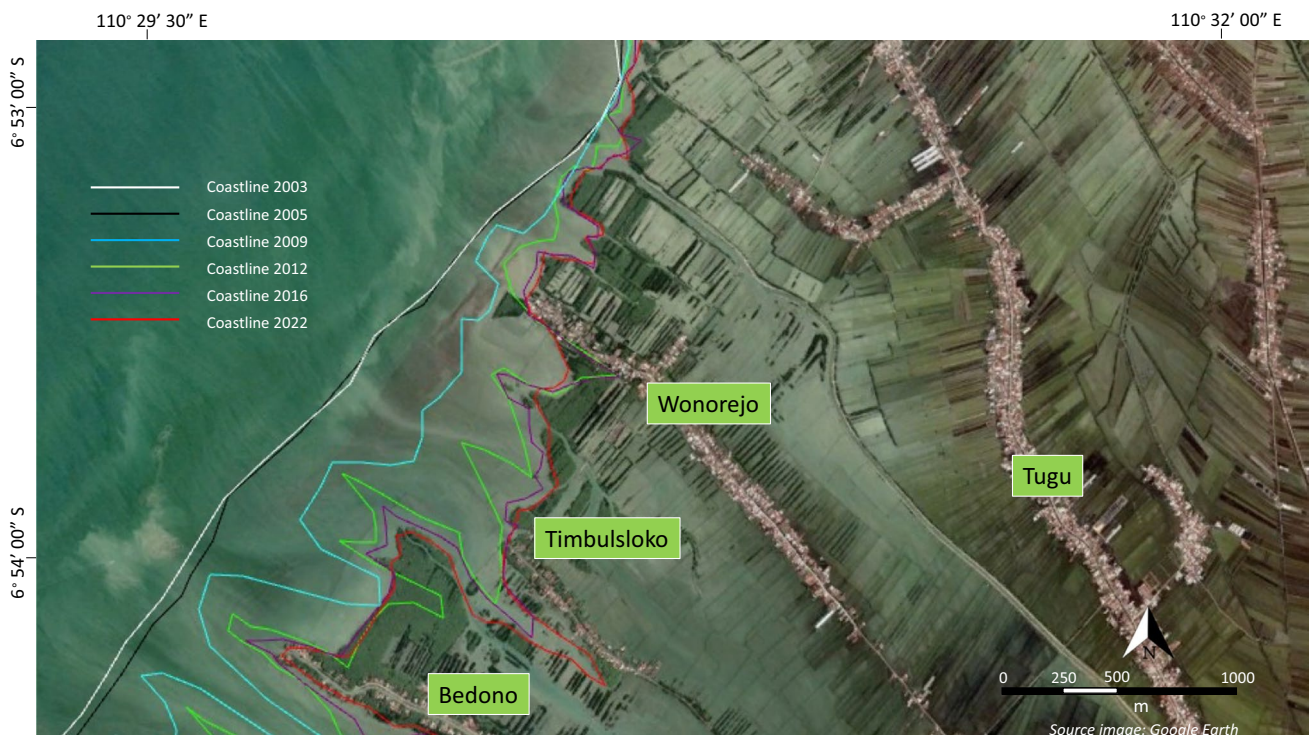 110° 29’ 30” E
110° 32’ 00” E
6° 53’ 00” S
Coastline 2003
Coastline 2005
Coastline 2009
Coastline 2012
Coastline 2016
Coastline 2022
Wonorejo
Tugu
Timbulsloko
6° 54’ 00” S
Bedono
N
0 250 500 1000
m
Source image: Google Earth